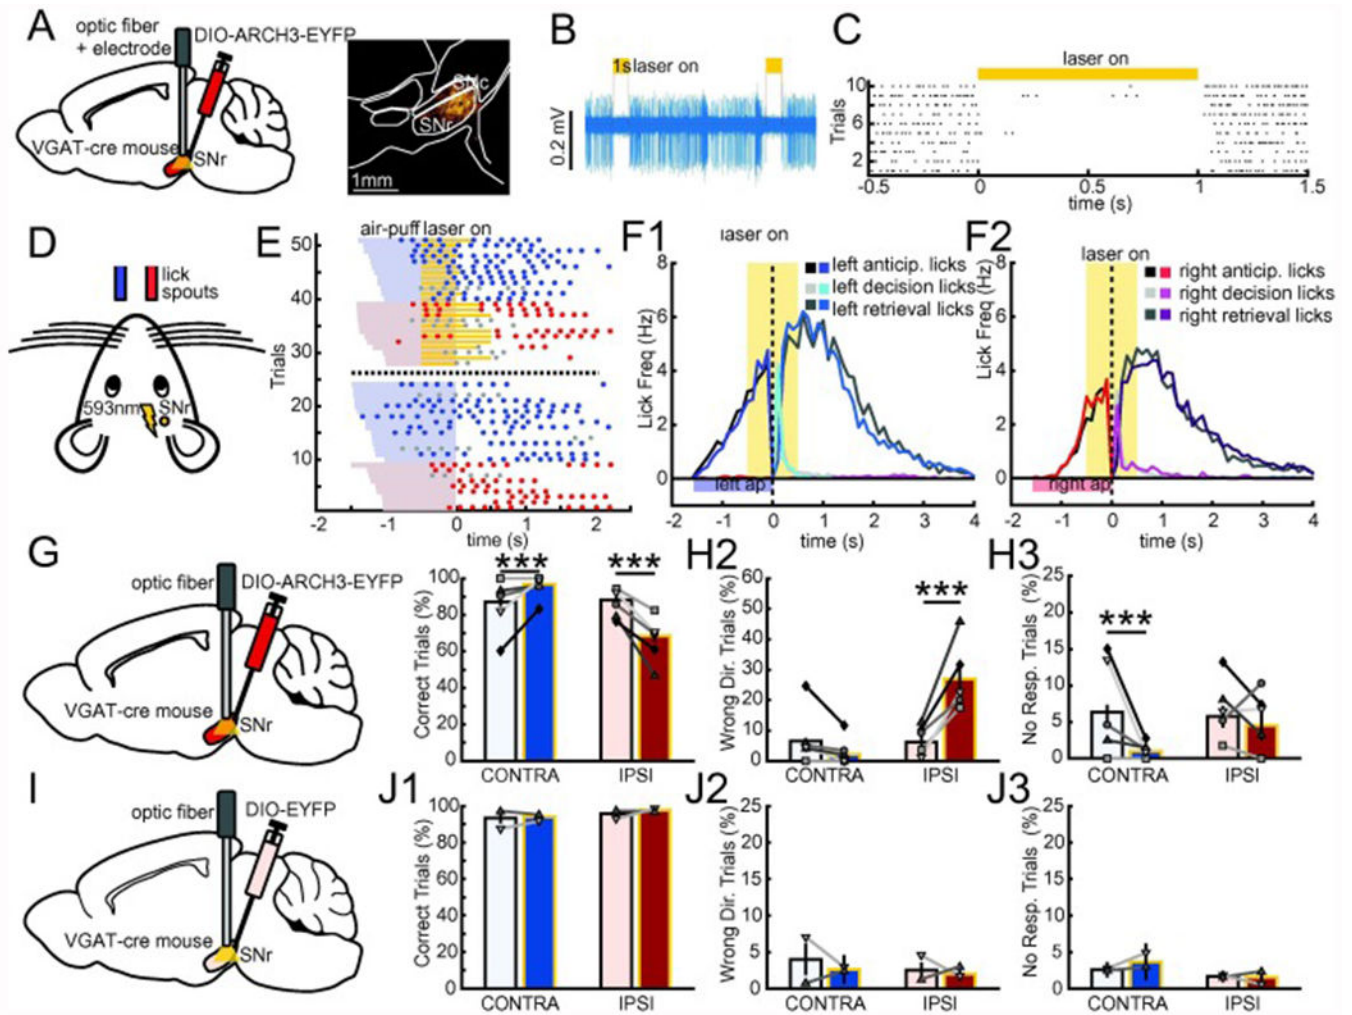 A
optic fiber
+ electrode
DIO-ARCH3-EYFP
VGAT-cre mouse
SNr
SNc
SNr
1mm
B
1s laser on
0.2 mV
C
laser on
Trials
10
6
2
-0.5
0
0.5
1
1.5
time (s)
D
lick
spouts
593nm
SNr
E
air-puff laser on
Trials
50
40
30
20
10
-2
-1
0
1
2
time (s)
F1
laser on
left anticip. licks
left decision licks
left retrieval licks
Lick Freq (Hz)
8
6
4
2
0
left ap
-2
-1
0
1
2
3
4
time (s)
F2
laser on
right anticip. licks
right decision licks
right retrieval licks
Lick Freq (Hz)
8
6
4
2
0
right ap
-2
-1
0
1
2
3
4
time (s)
G
optic fiber
DIO-ARCH3-EYFP
VGAT-cre mouse
SNr
Correct Trials (%)
100
80
60
40
20
0
***
***
CONTRA
IPSI
H2
Wrong Dir. Trials (%)
60
50
40
30
20
10
0
***
CONTRA
IPSI
H3
No Resp. Trials (%)
25
20
15
10
5
0
***
CONTRA
IPSI
I
optic fiber
DIO-EYFP
VGAT-cre mouse
SNr
J1
Correct Trials (%)
100
80
60
40
20
0
CONTRA
IPSI
J2
Wrong Dir. Trials (%)
25
20
15
10
5
0
CONTRA
IPSI
J3
No Resp. Trials (%)
25
20
15
10
5
0
CONTRA
IPSI